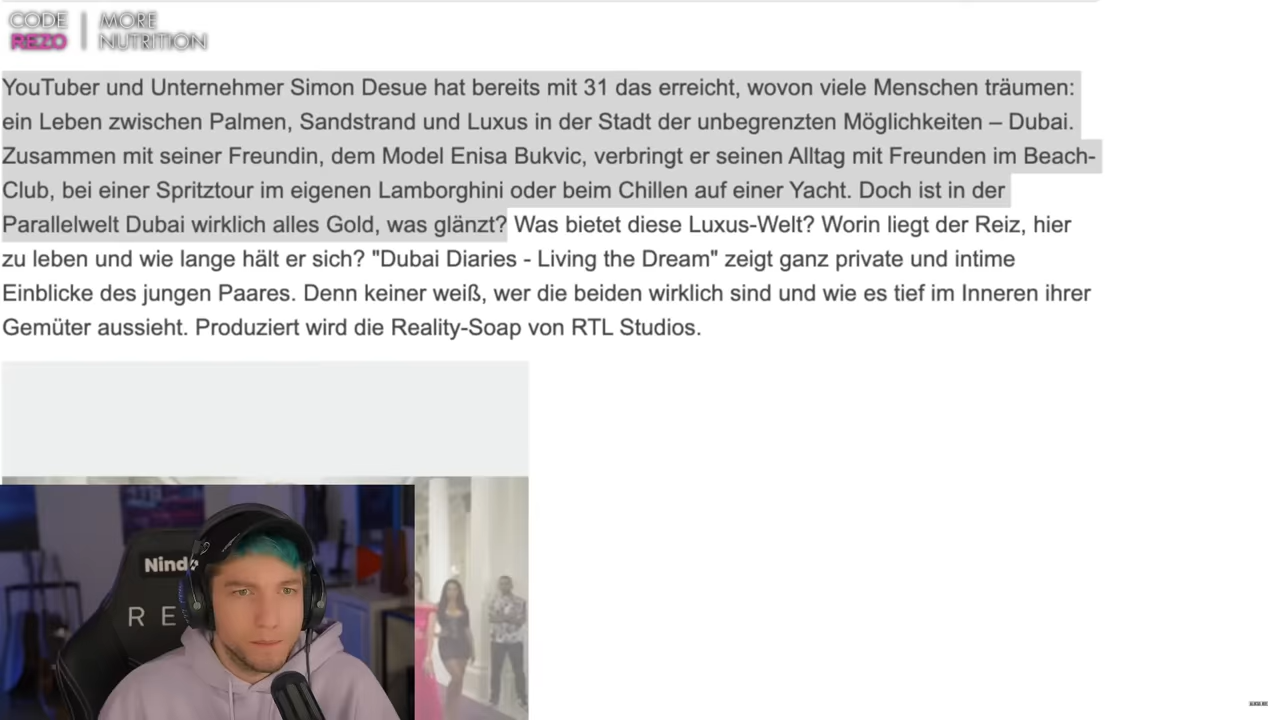 CODE | MORE
REZO | NUTRITION
YouTuber und Unternehmer Simon Desue hat bereits mit 31 das erreicht, wovon viele Menschen träumen:
ein Leben zwischen Palmen, Sandstrand und Luxus in der Stadt der unbegrenzten Möglichkeiten – Dubai.
Zusammen mit seiner Freundin, dem Model Enisa Bukvic, verbringt er seinen Alltag mit Freunden im Beach-
Club, bei einer Spritztour im eigenen Lamborghini oder beim Chillen auf einer Yacht. Doch ist in der
Parallelwelt Dubai wirklich alles Gold, was glänzt? Was bietet diese Luxus-Welt? Worin liegt der Reiz, hier
zu leben und wie lange hält er sich? "Dubai Diaries - Living the Dream" zeigt ganz private und intime
Einblicke des jungen Paares. Denn keiner weiß, wer die beiden wirklich sind und wie es tief im Inneren ihrer
Gemüter aussieht. Produziert wird die Reality-Soap von RTL Studios.
Nind
RE